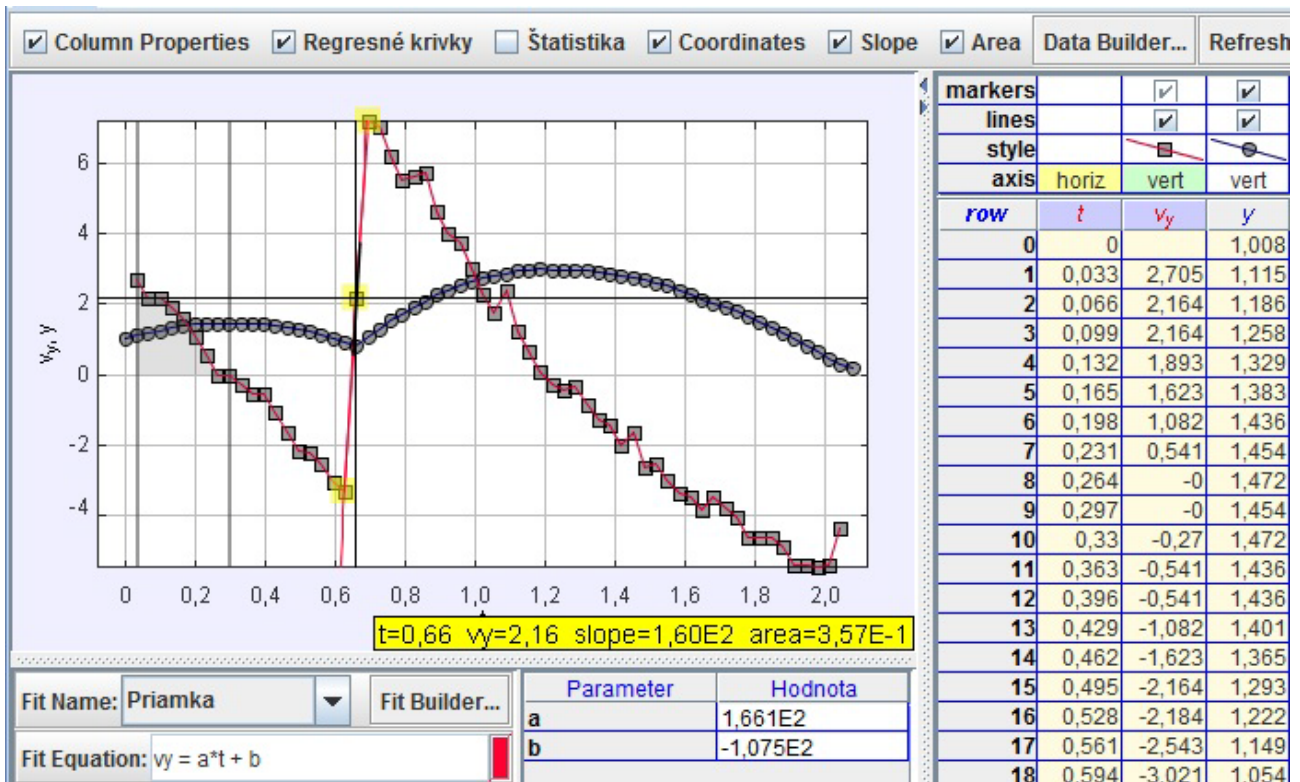 Column Properties Regresné krivky Štatistika Coordinates Slope Area Data Builder... Refresh
vy, y
6
4
2
0
-2
-4
0 0,2 0,4 0,6 0,8 1,0 1,2 1,4 1,6 1,8 2,0
t=0,66 vy=2,16 slope=1,60E2 area=3,57E-1
Fit Name: Priamka Fit Builder...
Fit Equation: vy = a*t + b
Parameter Hodnota
a 1,661E2
b -1,075E2
markers
lines
style
axis horiz vert vert
row t vy y
0 0 1,008
1 0,033 2,705 1,115
2 0,066 2,164 1,186
3 0,099 2,164 1,258
4 0,132 1,893 1,329
5 0,165 1,623 1,383
6 0,198 1,082 1,436
7 0,231 0,541 1,454
8 0,264 -0 1,472
9 0,297 -0 1,454
10 0,33 -0,27 1,472
11 0,363 -0,541 1,436
12 0,396 -0,541 1,436
13 0,429 -1,082 1,401
14 0,462 -1,623 1,365
15 0,495 -2,164 1,293
16 0,528 -2,184 1,222
17 0,561 -2,543 1,149
18 0,594 -3,021 1,054